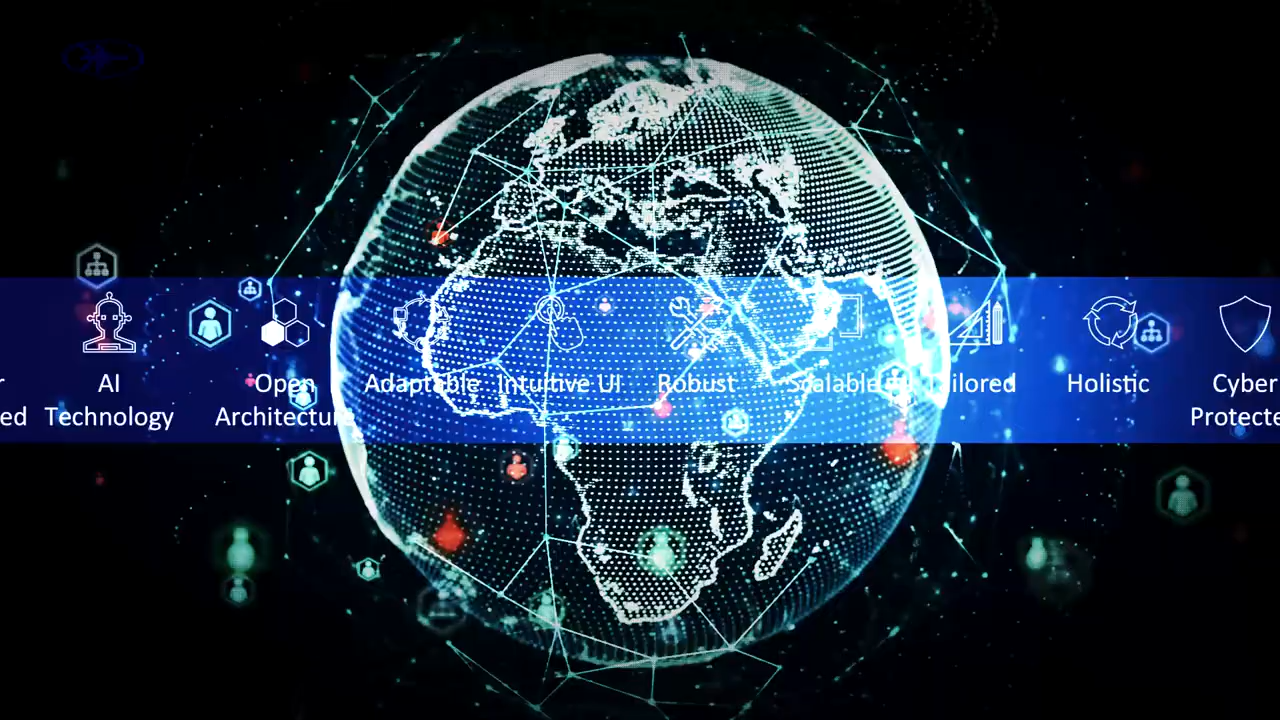 AI
Technology
Open
Architecture
Adaptable
Intuitive UI
Robust
Scalable
Holistic
Cyber